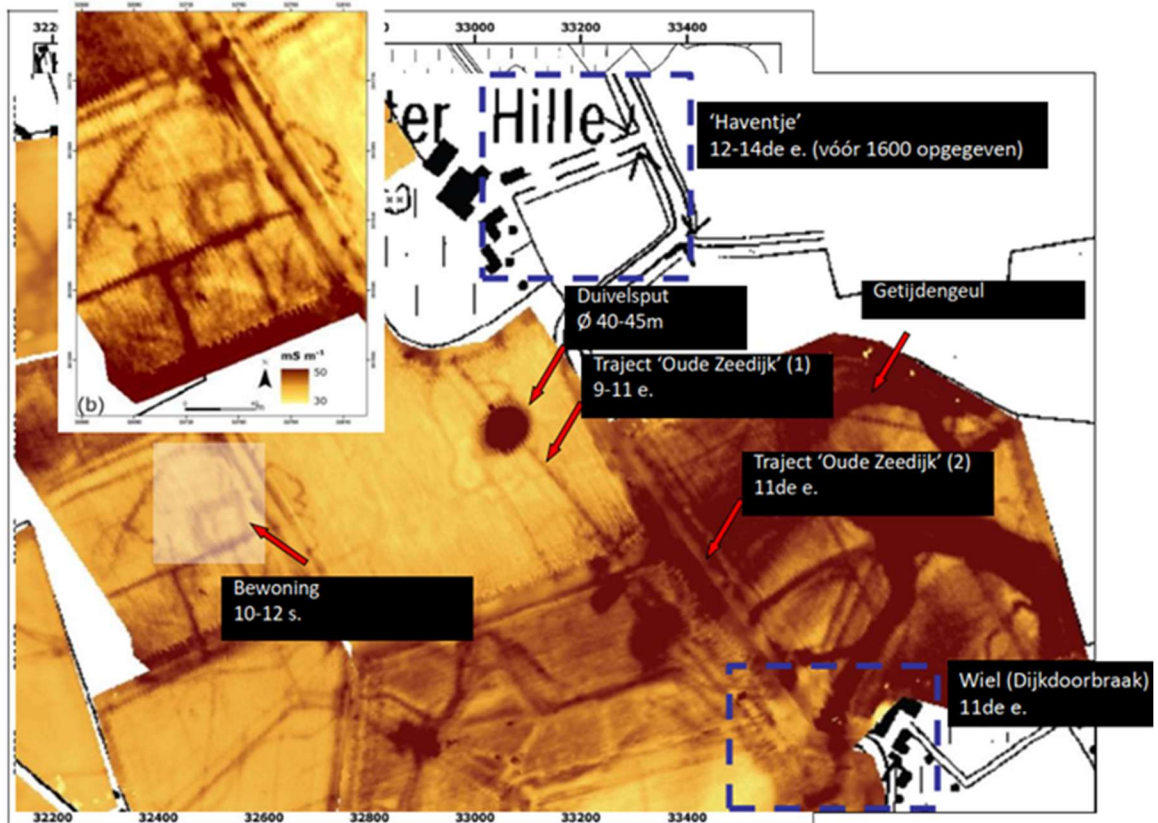 33000 33200 33400
ter Hille
'Haventje'
12-14de e. (vóór 1600 opgegeven)
Getijdengeul
Duivelsput
Ø 40-45m
Traject 'Oude Zeedijk' (1)
9-11 e.
Traject 'Oude Zeedijk' (2)
11de e.
mS m⁻¹
50
30
(b)
Bewoning
10-12 s.
Wiel (Dijkdoorbraak)
11de e.
32200 32400 32600 32800 33000 33200 33400